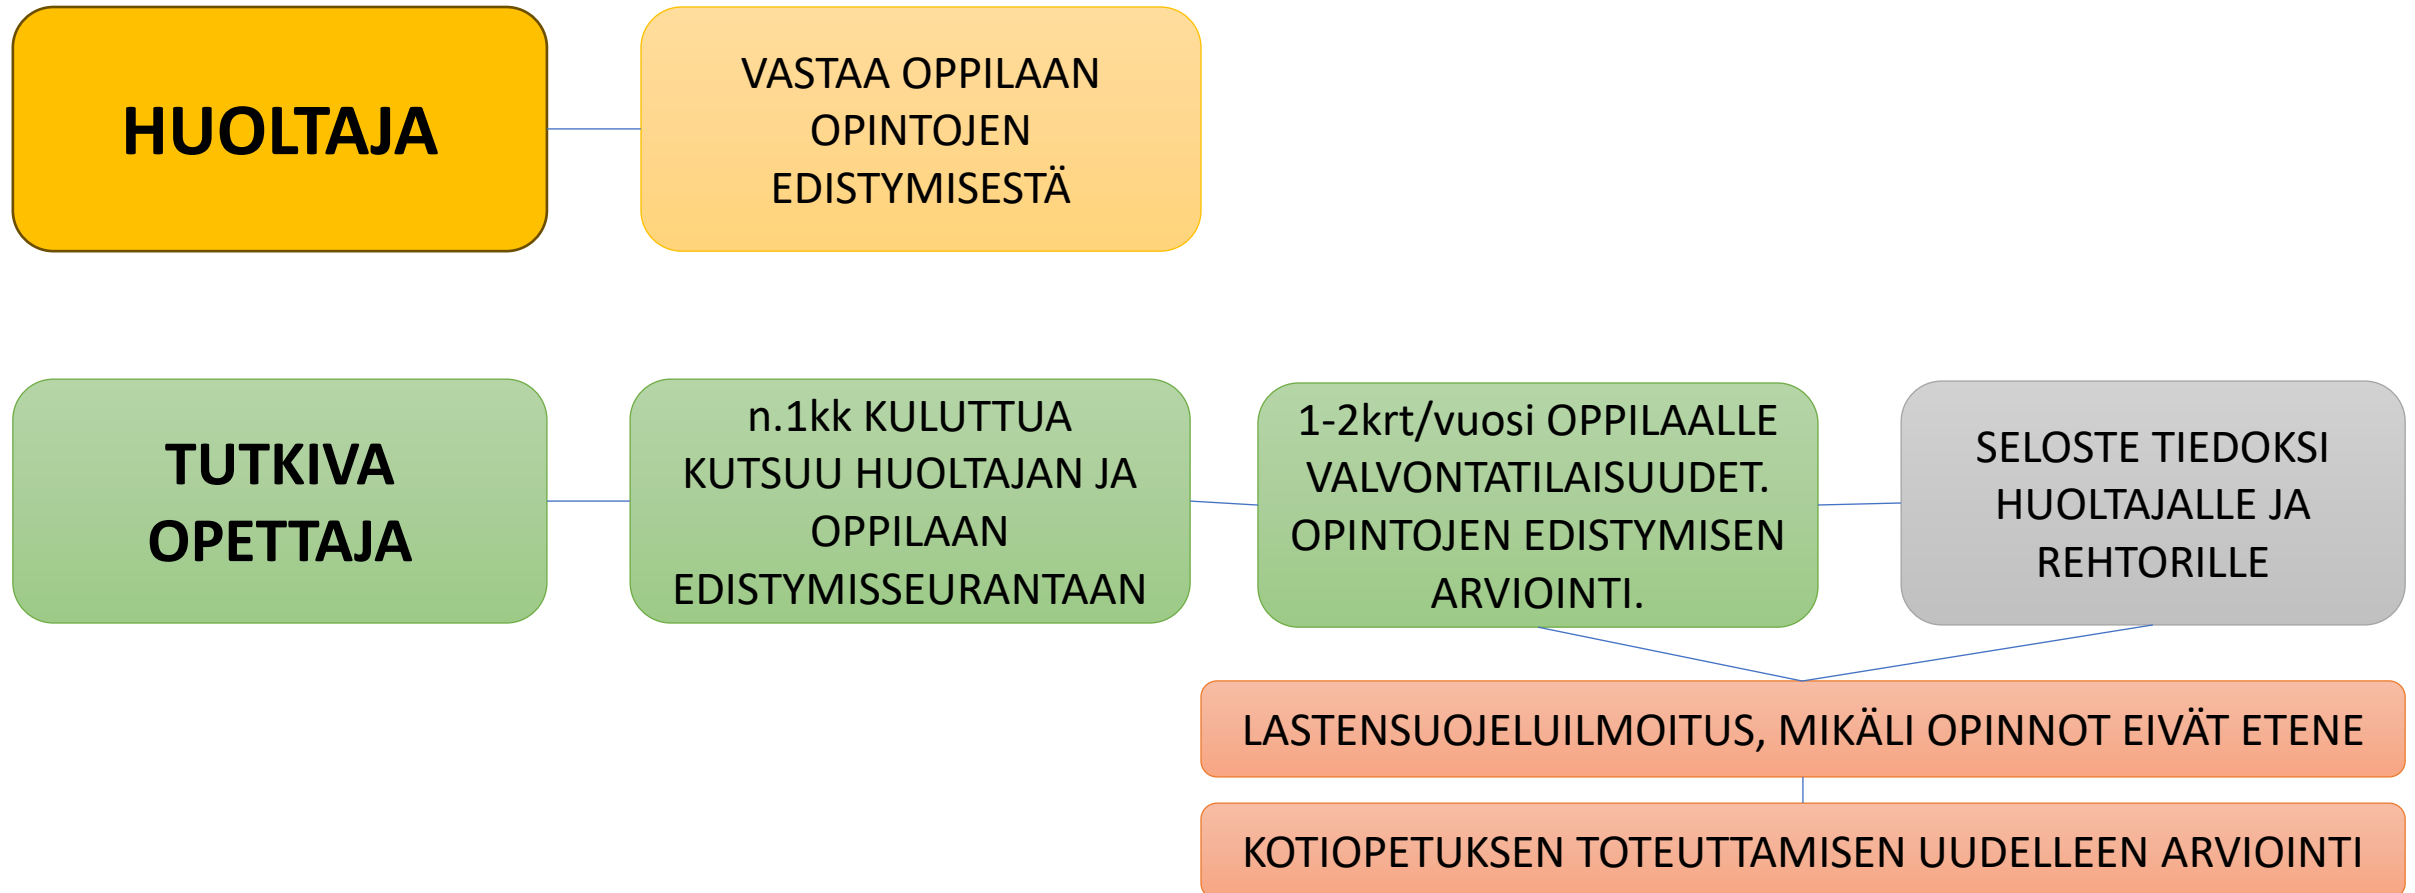 HUOLTAJA
VASTAA OPPILAAN
OPINTOJEN
EDISTYMISESTÄ
TUTKIVA
OPETTAJA
n.1kk KULUTTUA
KUTSUU HUOLTAJAN JA
OPPILAAN
EDISTYMISSEURANTAAN
1-2krt/vuosi OPPILAALLE
VALVONTATILAISUUDET.
OPINTOJEN EDISTYMISEN
ARVIOINTI.
SELOSTE TIEDOKSI
HUOLTAJALLE JA
REHTORILLE
LASTENSUOJELUILMOITUS, MIKÄLI OPINNOT EIVÄT ETENE
KOTIOPETUKSEN TOTEUTTAMISEN UUDELLEEN ARVIOINTI